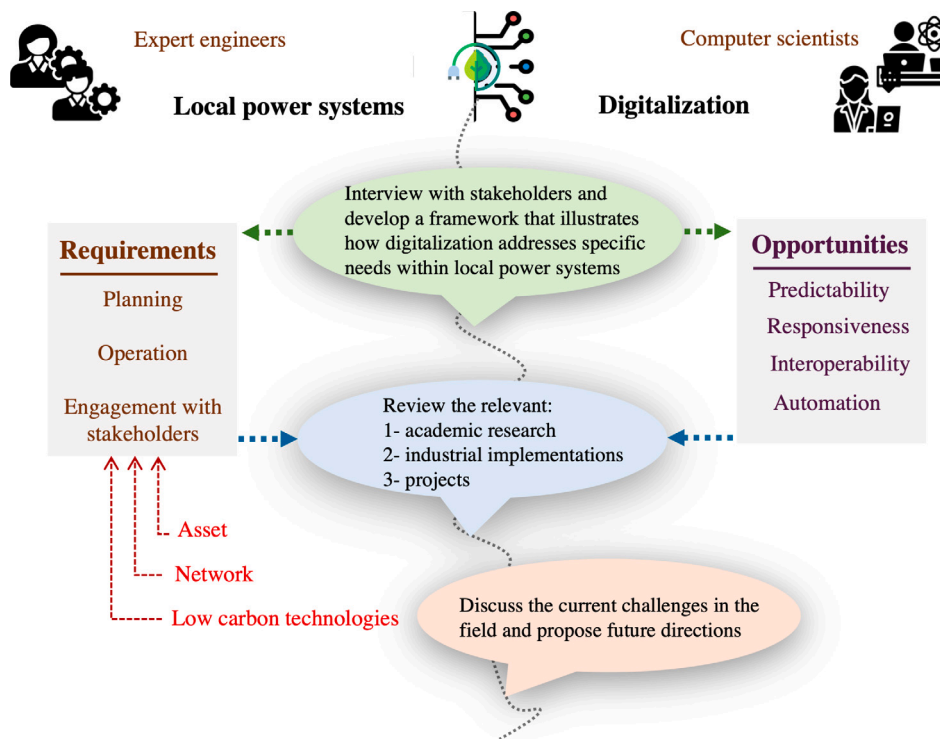 Expert engineers
Computer scientists
Local power systems
Digitalization
Interview with stakeholders and
develop a framework that illustrates
how digitalization addresses specific
needs within local power systems
Requirements
Planning
Operation
Engagement with
stakeholders
Opportunities
Predictability
Responsiveness
Interoperability
Automation
Review the relevant:
1- academic research
2- industrial implementations
3- projects
Asset
Network
Low carbon technologies
Discuss the current challenges in the
field and propose future directions